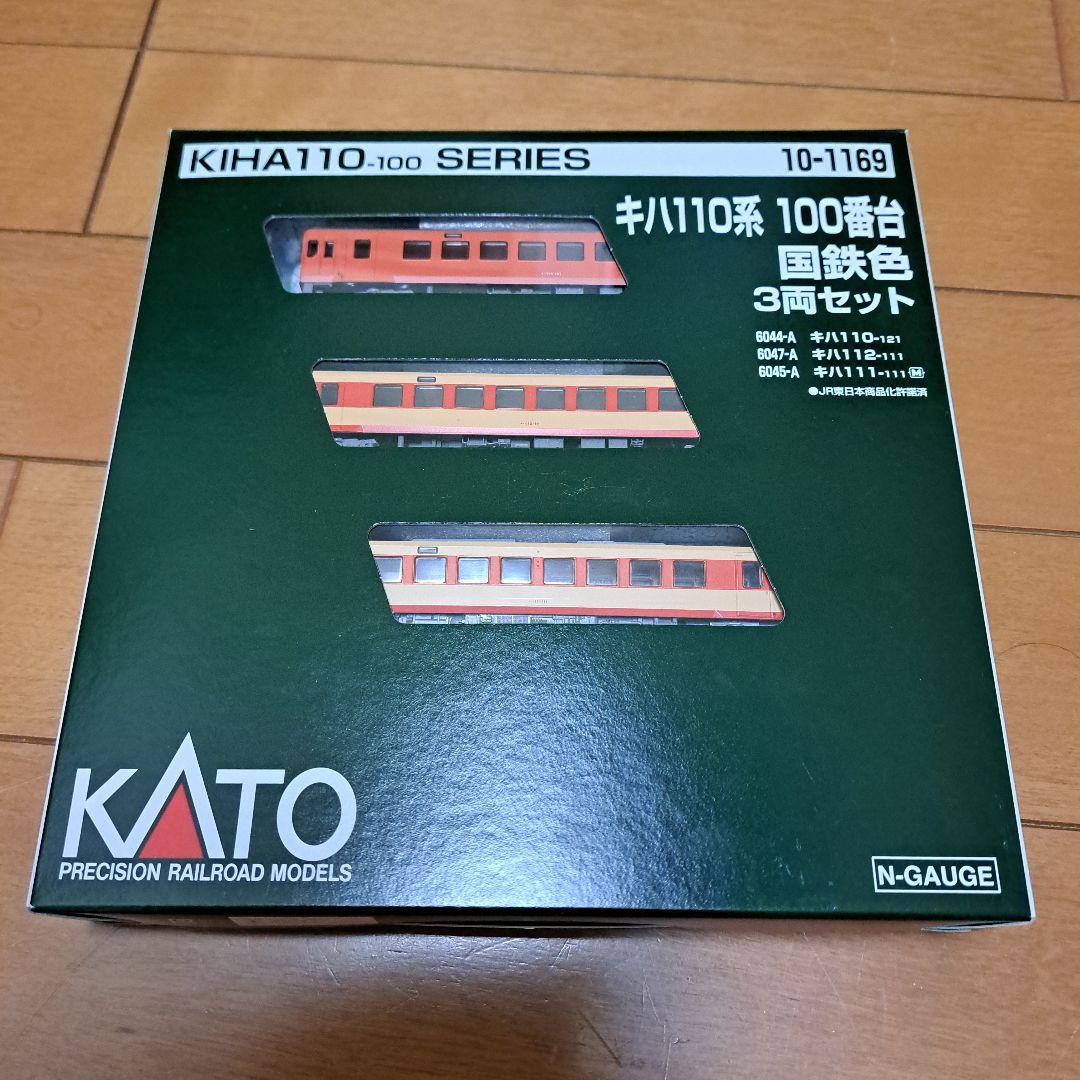 KIHA110-100 SERIES 10-1169
キハ110系 100番台
国鉄色
3両セット
6044-A キハ110-121
6047-A キハ112-111
6045-A キハ111-111 M
●JR東日本商品化許諾済
KATO
PRECISION RAILROAD MODELS
N-GAUGE